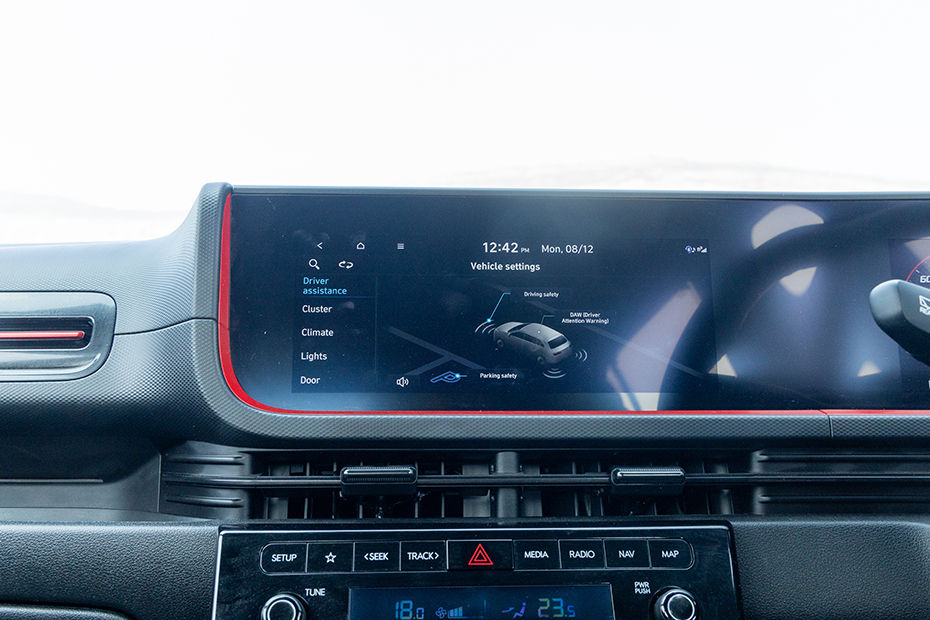 12:42 PM Mon, 08/12
Vehicle settings
Driver
assistance
Cluster
Climate
Lights
Door
Driving safety
DAW (Driver
Attention Warning)
Parking safety
60
SETUP ☆ <SEEK TRACK> MEDIA RADIO NAV MAP
TUNE
PWR
PUSH
18.0 23.5